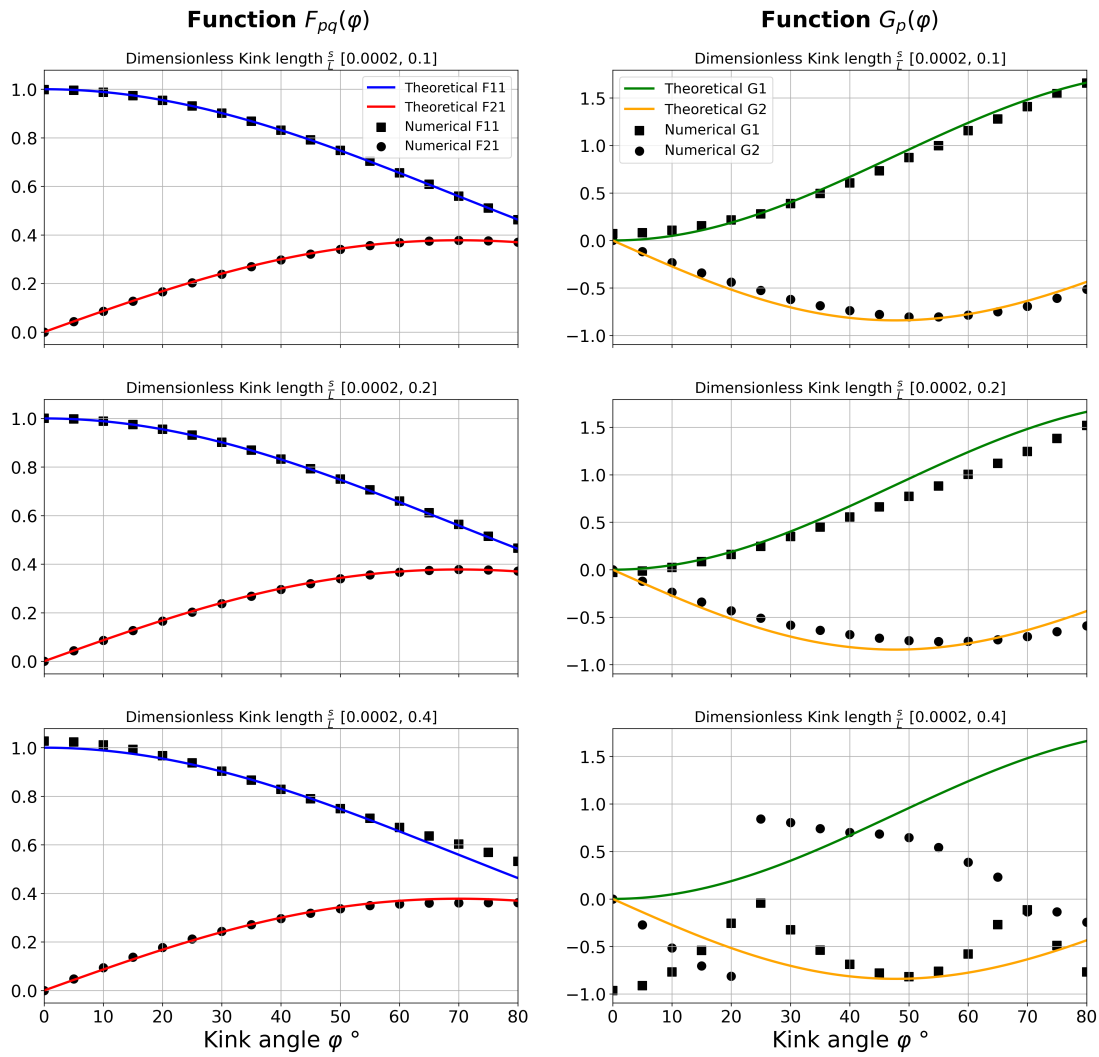 Function F_{pq}(φ)
Dimensionless Kink length s/L [0.0002, 0.1]
Theoretical F11
Theoretical F21
Numerical F11
Numerical F21
1.0
0.8
0.6
0.4
0.2
0.0
Function G_p(φ)
Dimensionless Kink length s/L [0.0002, 0.1]
Theoretical G1
Theoretical G2
Numerical G1
Numerical G2
1.5
1.0
0.5
0.0
−0.5
−1.0
Dimensionless Kink length s/L [0.0002, 0.2]
1.0
0.8
0.6
0.4
0.2
0.0
Dimensionless Kink length s/L [0.0002, 0.2]
1.5
1.0
0.5
0.0
−0.5
−1.0
Dimensionless Kink length s/L [0.0002, 0.4]
1.0
0.8
0.6
0.4
0.2
0.0
0 10 20 30 40 50 60 70 80
Kink angle φ °
Dimensionless Kink length s/L [0.0002, 0.4]
1.5
1.0
0.5
0.0
−0.5
−1.0
0 10 20 30 40 50 60 70 80
Kink angle φ °